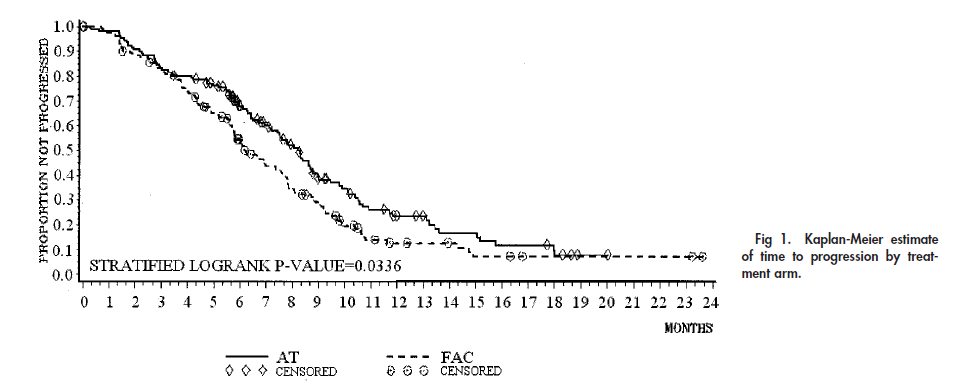 PROPORTION NOT PROGRESSED
1.0
0.9
0.8
0.7
0.6
0.5
0.4
0.3
0.2
0.1
0.0
STRATIFIED LOGRANK P-VALUE=0.0336
0 1 2 3 4 5 6 7 8 9 10 11 12 13 14 15 16 17 18 19 20 21 22 23 24
MONTHS
AT FAC
CENSORED CENSORED
Fig 1. Kaplan-Meier estimate
of time to progression by treat-
ment arm.